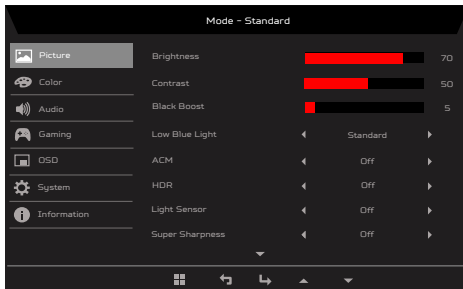 Mode - Standard
Picture
Brightness 70
Color
Contrast 50
Audio
Black Boost 5
Gaming
Low Blue Light Standard
OSD
ACM Off
System
HDR Off
Information
Light Sensor Off
Super Sharpness Off